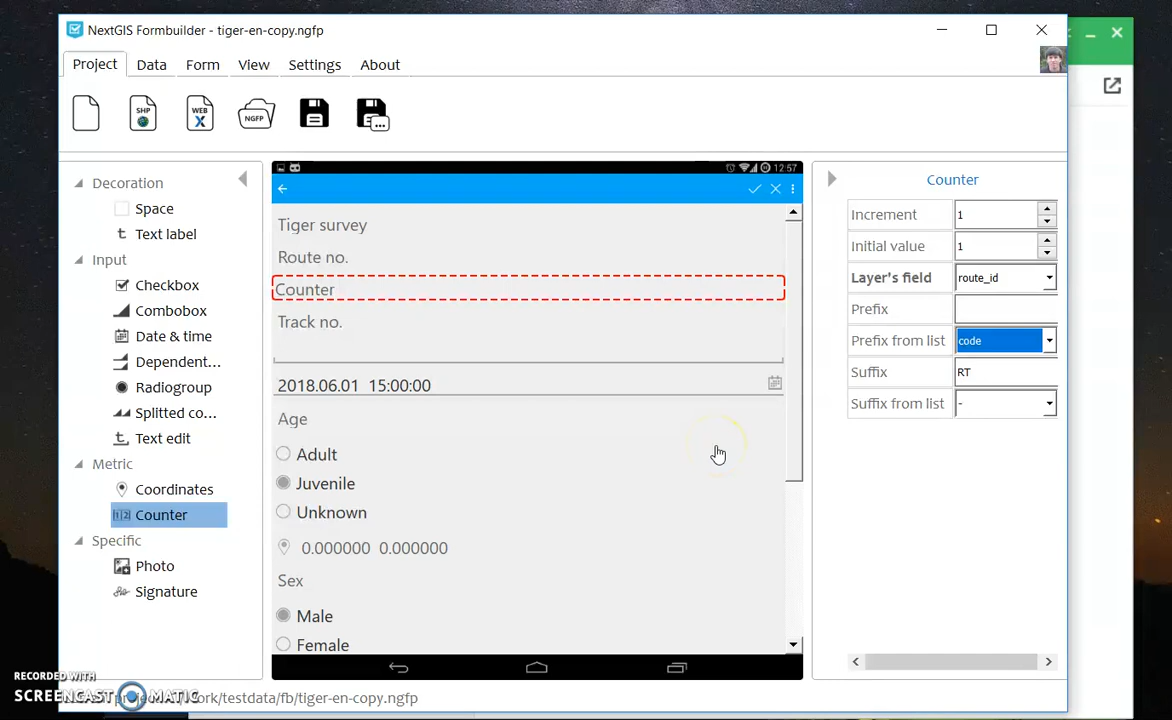 NextGIS Formbuilder - tiger-en-copy.ngfp
Project Data Form View Settings About
SHP
WEB
NGFP
Decoration
Space
Text label
Input
Checkbox
Combobox
Date & time
Dependent...
Radiogroup
Splitted co...
Text edit
Metric
Coordinates
Counter
Specific
Photo
Signature
12:57
Tiger survey
Route no.
Counter
Track no.
2018.06.01 15:00:00
Age
Adult
Juvenile
Unknown
0.000000 0.000000
Sex
Male
Female
Counter
Increment 1
Initial value 1
Layer's field route_id
Prefix
Prefix from list code
Suffix RT
Suffix from list -
RECORDED WITH
SCREENCAST MATIC
/work/testdata/fb/tiger-en-copy.ngfp